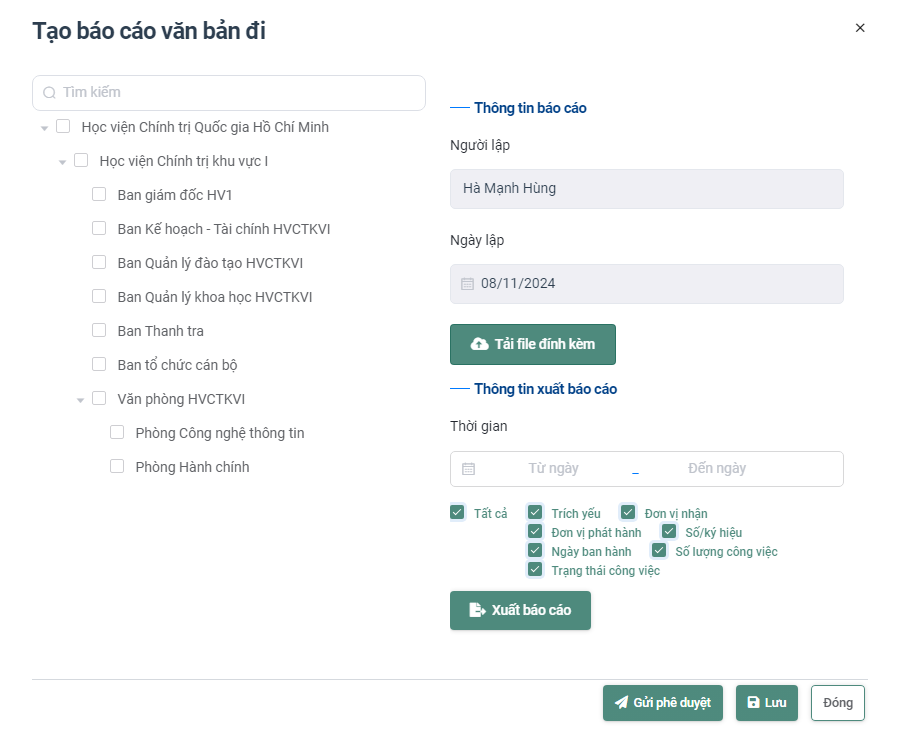 Tạo báo cáo văn bản đi
Tìm kiếm
Học viện Chính trị Quốc gia Hồ Chí Minh
Học viện Chính trị khu vực I
Ban giám đốc HV1
Ban Kế hoạch - Tài chính HVCTKVI
Ban Quản lý đào tạo HVCTKVI
Ban Quản lý khoa học HVCTKVI
Ban Thanh tra
Ban tổ chức cán bộ
Văn phòng HVCTKVI
Phòng Công nghệ thông tin
Phòng Hành chính
Thông tin báo cáo
Người lập
Hà Mạnh Hùng
Ngày lập
08/11/2024
Tải file đính kèm
Thông tin xuất báo cáo
Thời gian
Từ ngày _ Đến ngày
Tất cả Trích yếu Đơn vị nhận
Đơn vị phát hành Số/ký hiệu
Ngày ban hành Số lượng công việc
Trạng thái công việc
Xuất báo cáo
Gửi phê duyệt Lưu Đóng